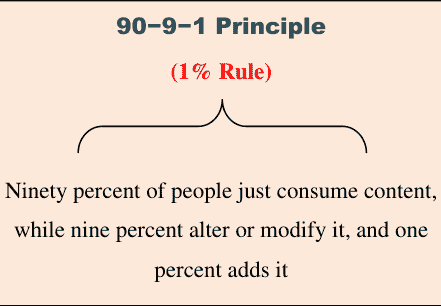 90−9−1 Principle
(1% Rule)
Ninety percent of people just consume content,
while nine percent alter or modify it, and one
percent adds it